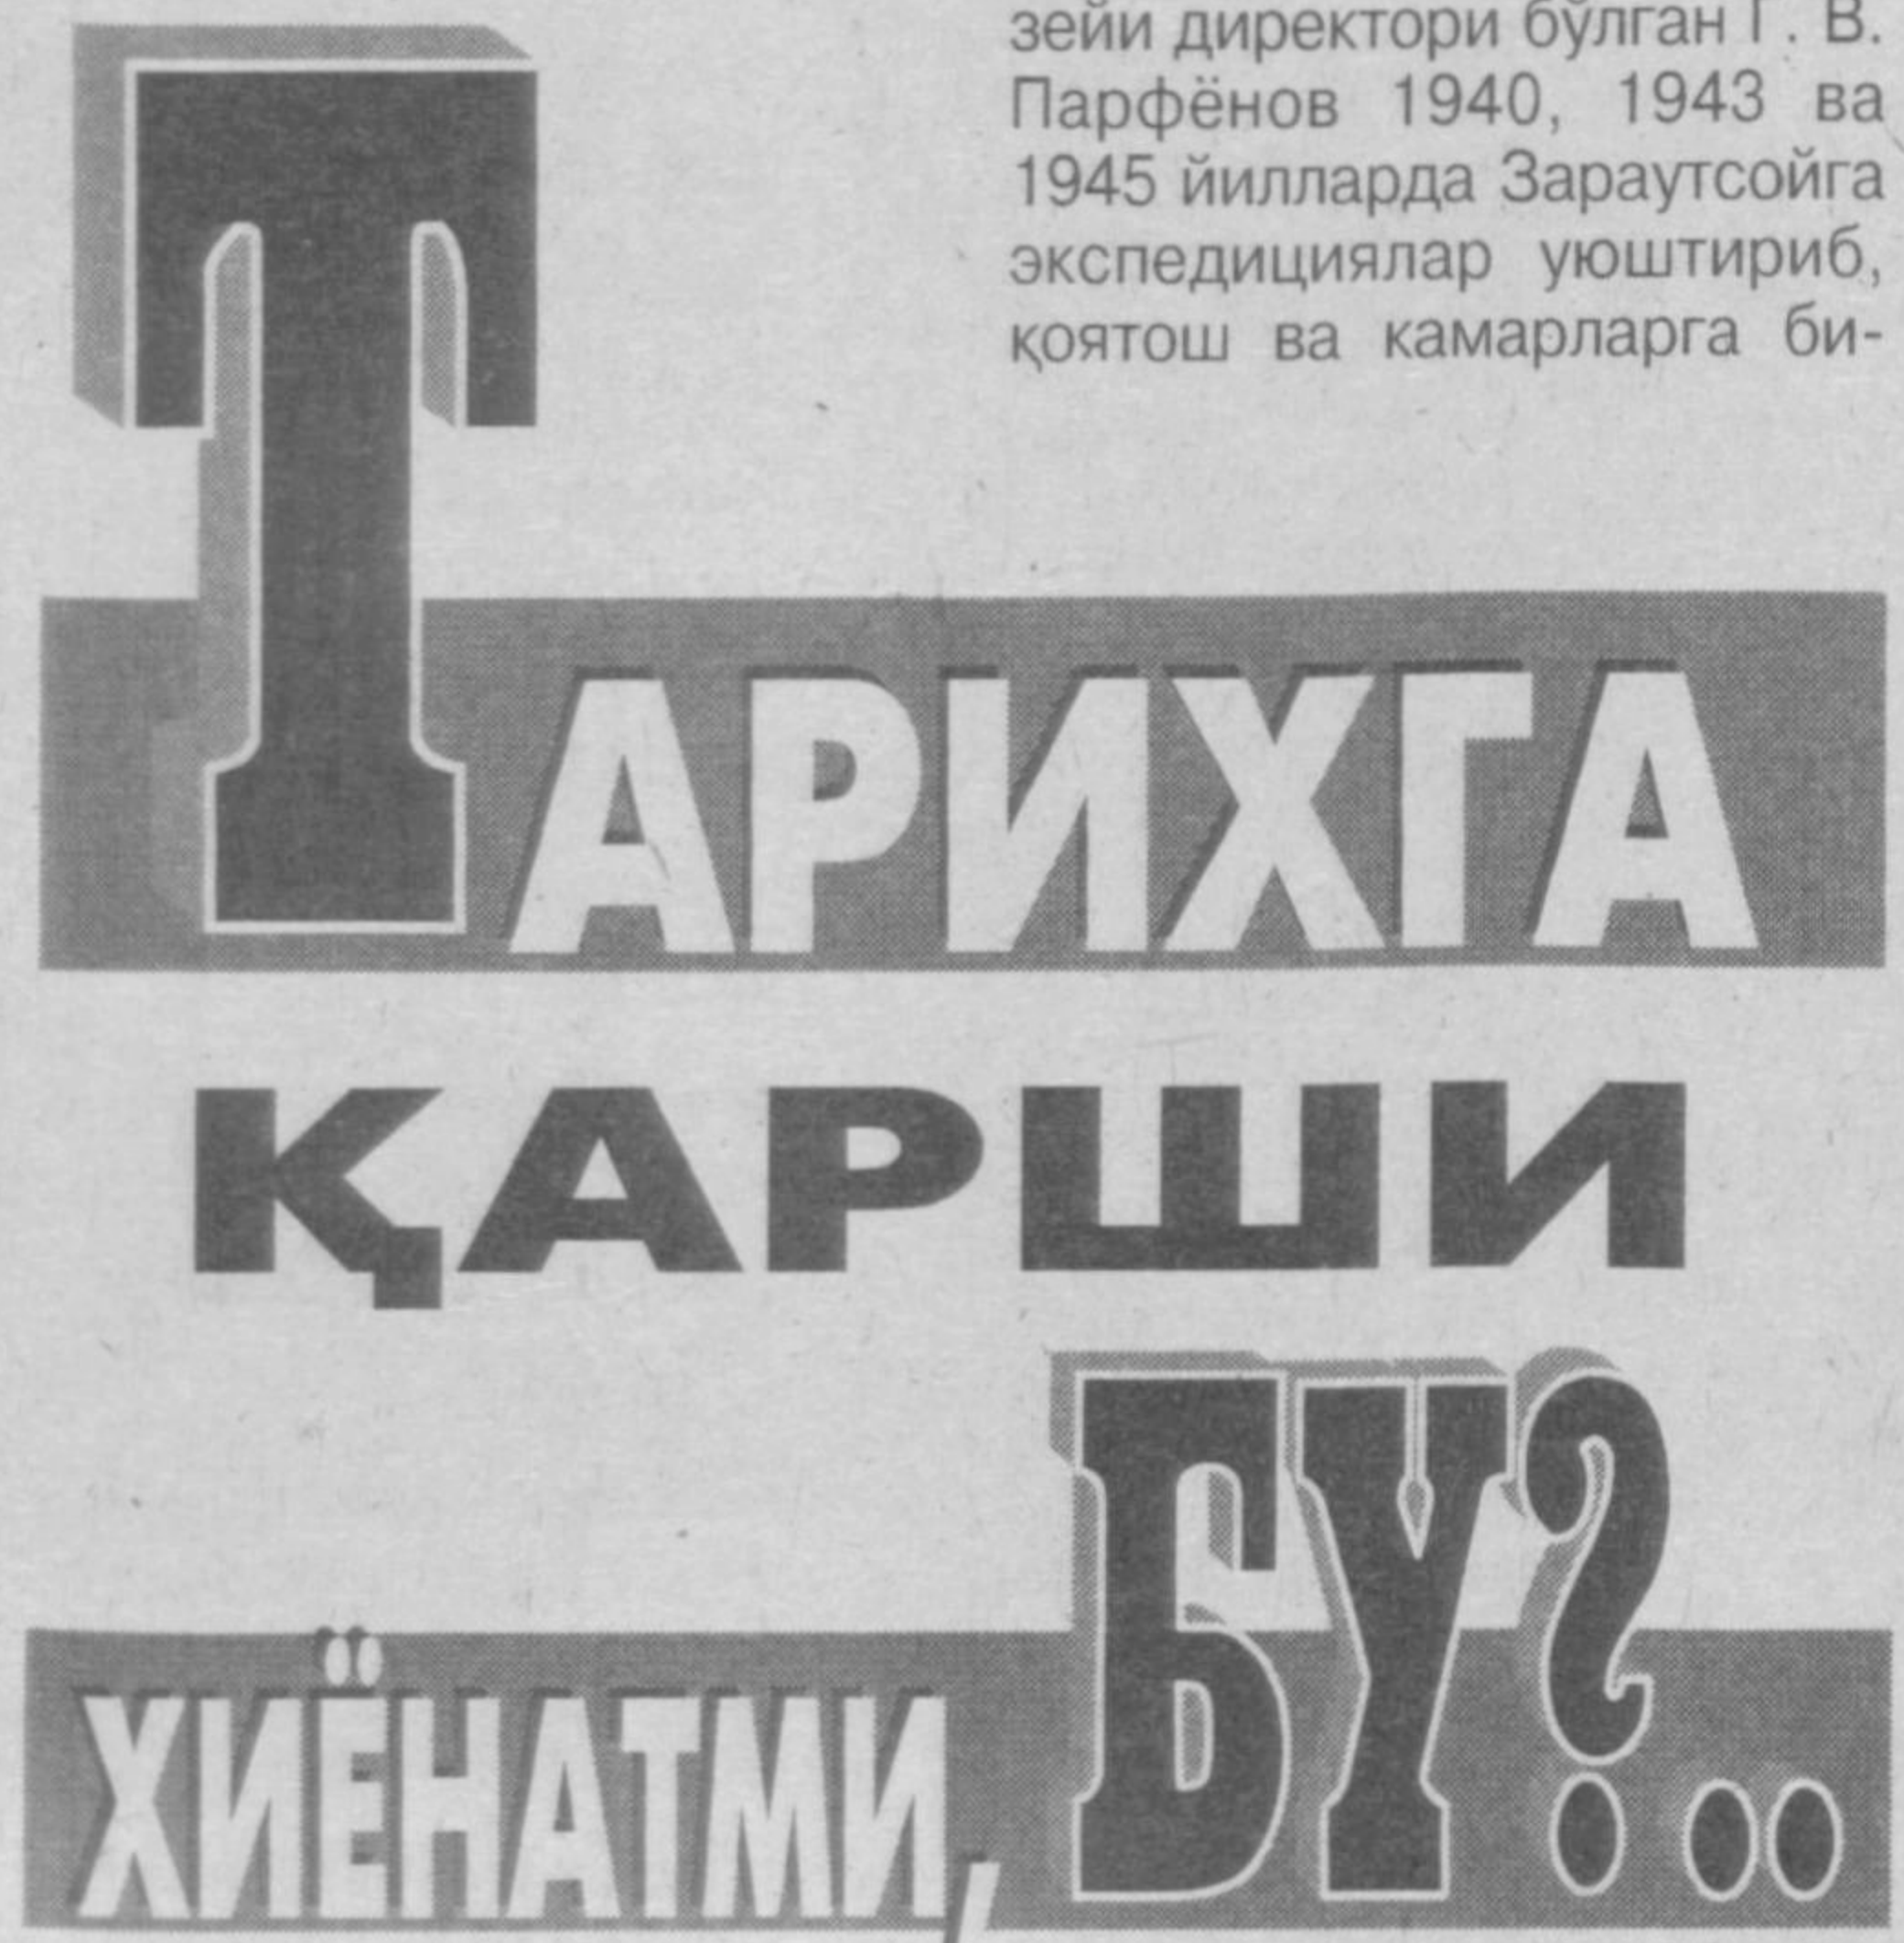 зейи директори бўлган Г. В.
Парфёнов 1940, 1943 ва
1945 йилларда Зараутсойга
экспедициялар уюштириб,
қоятош ва камарларга би-
ТАРИХГА
ҚАРШИ
ХИЁНАТМИ, БУ?..